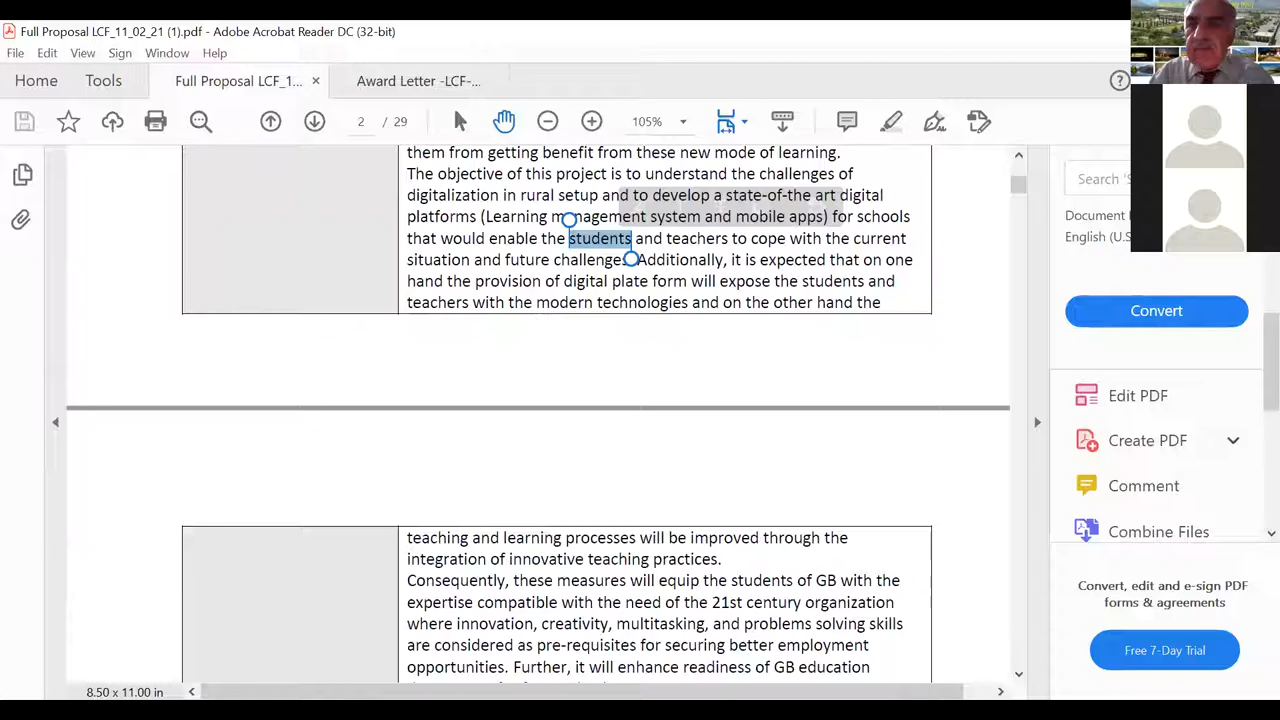 Full Proposal LCF_11_02_21 (1).pdf - Adobe Acrobat Reader DC (32-bit)
File Edit View Sign Window Help
Home Tools Full Proposal LCF_1... × Award Letter -LCF-...
2 / 29 105%
them from getting benefit from these new mode of learning.
The objective of this project is to understand the challenges of
digitalization in rural setup and to develop a state-of-the art digital
platforms (Learning management system and mobile apps) for schools
that would enable the students and teachers to cope with the current
situation and future challenges. Additionally, it is expected that on one
hand the provision of digital plate form will expose the students and
teachers with the modern technologies and on the other hand the
teaching and learning processes will be improved through the
integration of innovative teaching practices.
Consequently, these measures will equip the students of GB with the
expertise compatible with the need of the 21st century organization
where innovation, creativity, multitasking, and problems solving skills
are considered as pre-requisites for securing better employment
opportunities. Further, it will enhance readiness of GB education
8.50 x 11.00 in
Search
Document
English (U.S
Convert
Edit PDF
Create PDF
Comment
Combine Files
Convert, edit and e-sign PDF
forms & agreements
Free 7-Day Trial